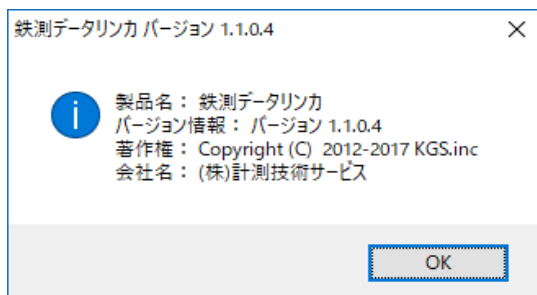 鉄測データリンカ バージョン 1.1.0.4
製品名： 鉄測データリンカ
バージョン情報： バージョン 1.1.0.4
著作権： Copyright (C) 2012-2017 KGS.inc
会社名： (株)計測技術サービス
OK